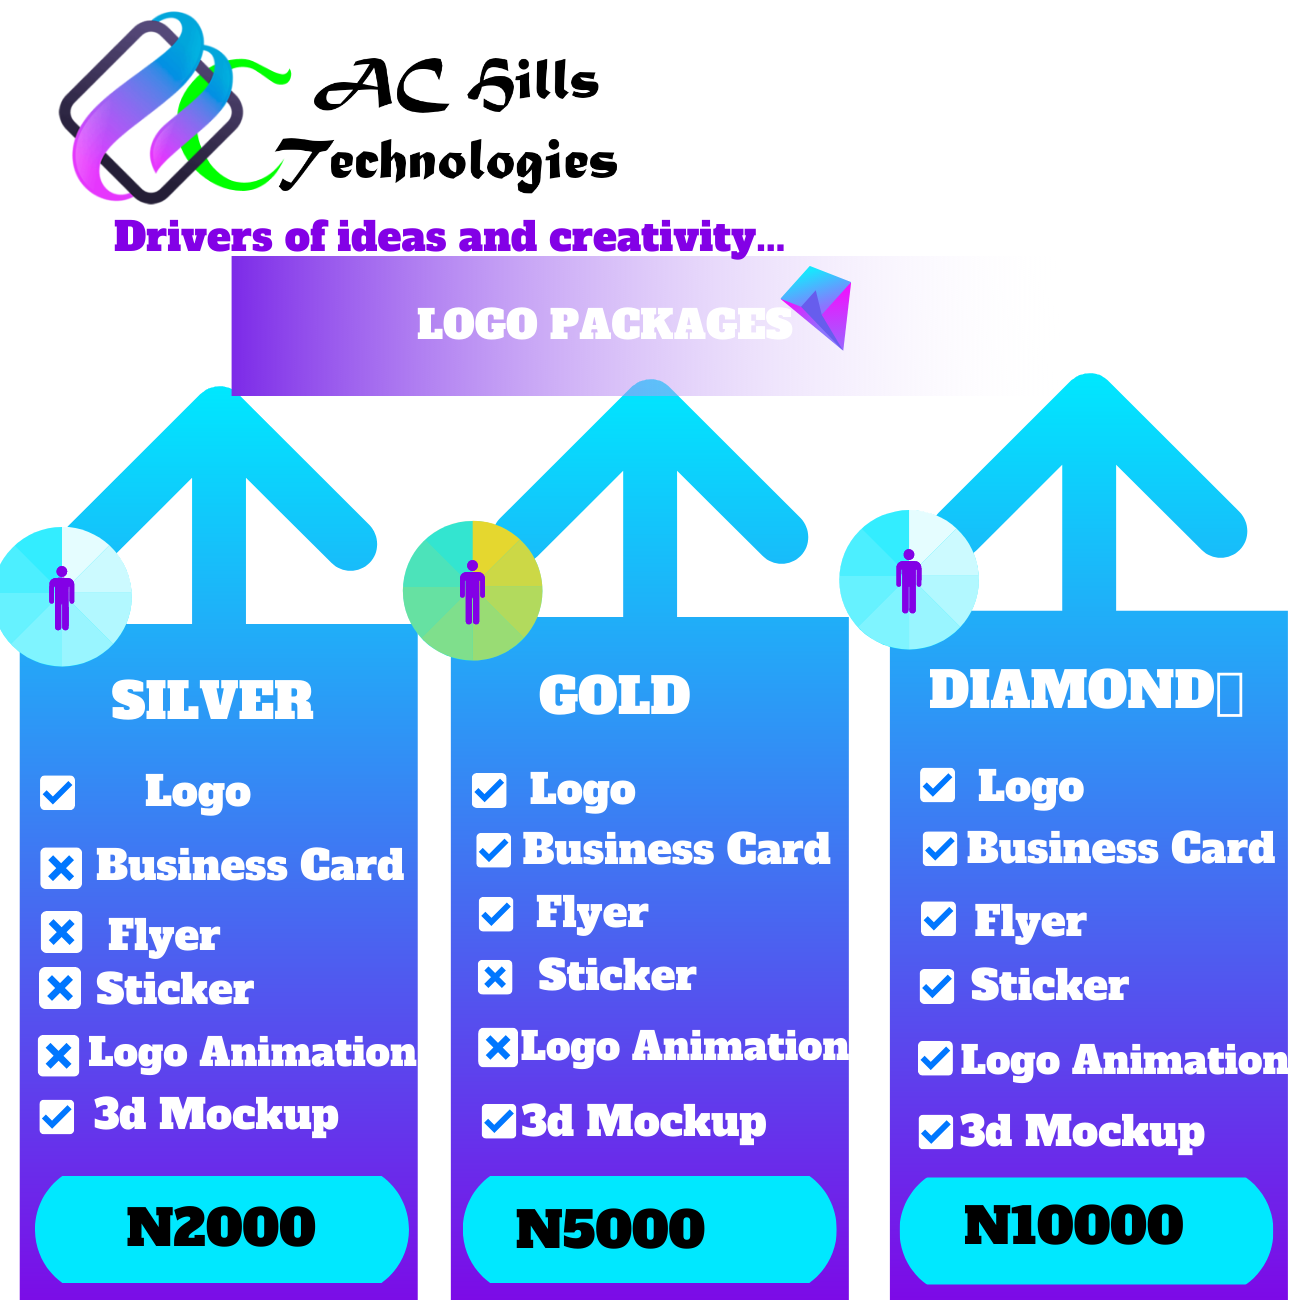 AC Hills
Technologies
Drivers of ideas and creativity...
LOGO PACKAGES
SILVER
Logo
Business Card
Flyer
Sticker
Logo Animation
3d Mockup
N2000
GOLD
Logo
Business Card
Flyer
Sticker
Logo Animation
3d Mockup
N5000
DIAMOND
Logo
Business Card
Flyer
Sticker
Logo Animation
3d Mockup
N10000